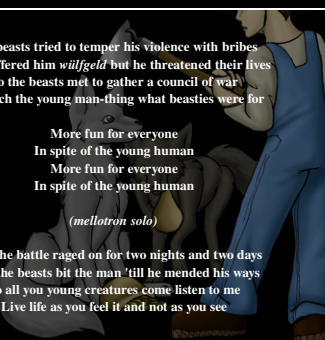 beasts tried to temper his violence with bribes
ffered him wülfgeld but he threatened their lives
o the beasts met to gather a council of war
ch the young man-thing what beasties were for
More fun for everyone
In spite of the young human
More fun for everyone
In spite of the young human
(mellotron solo)
he battle raged on for two nights and two days
the beasts bit the man 'till he mended his ways
o all you young creatures come listen to me
Live life as you feel it and not as you see